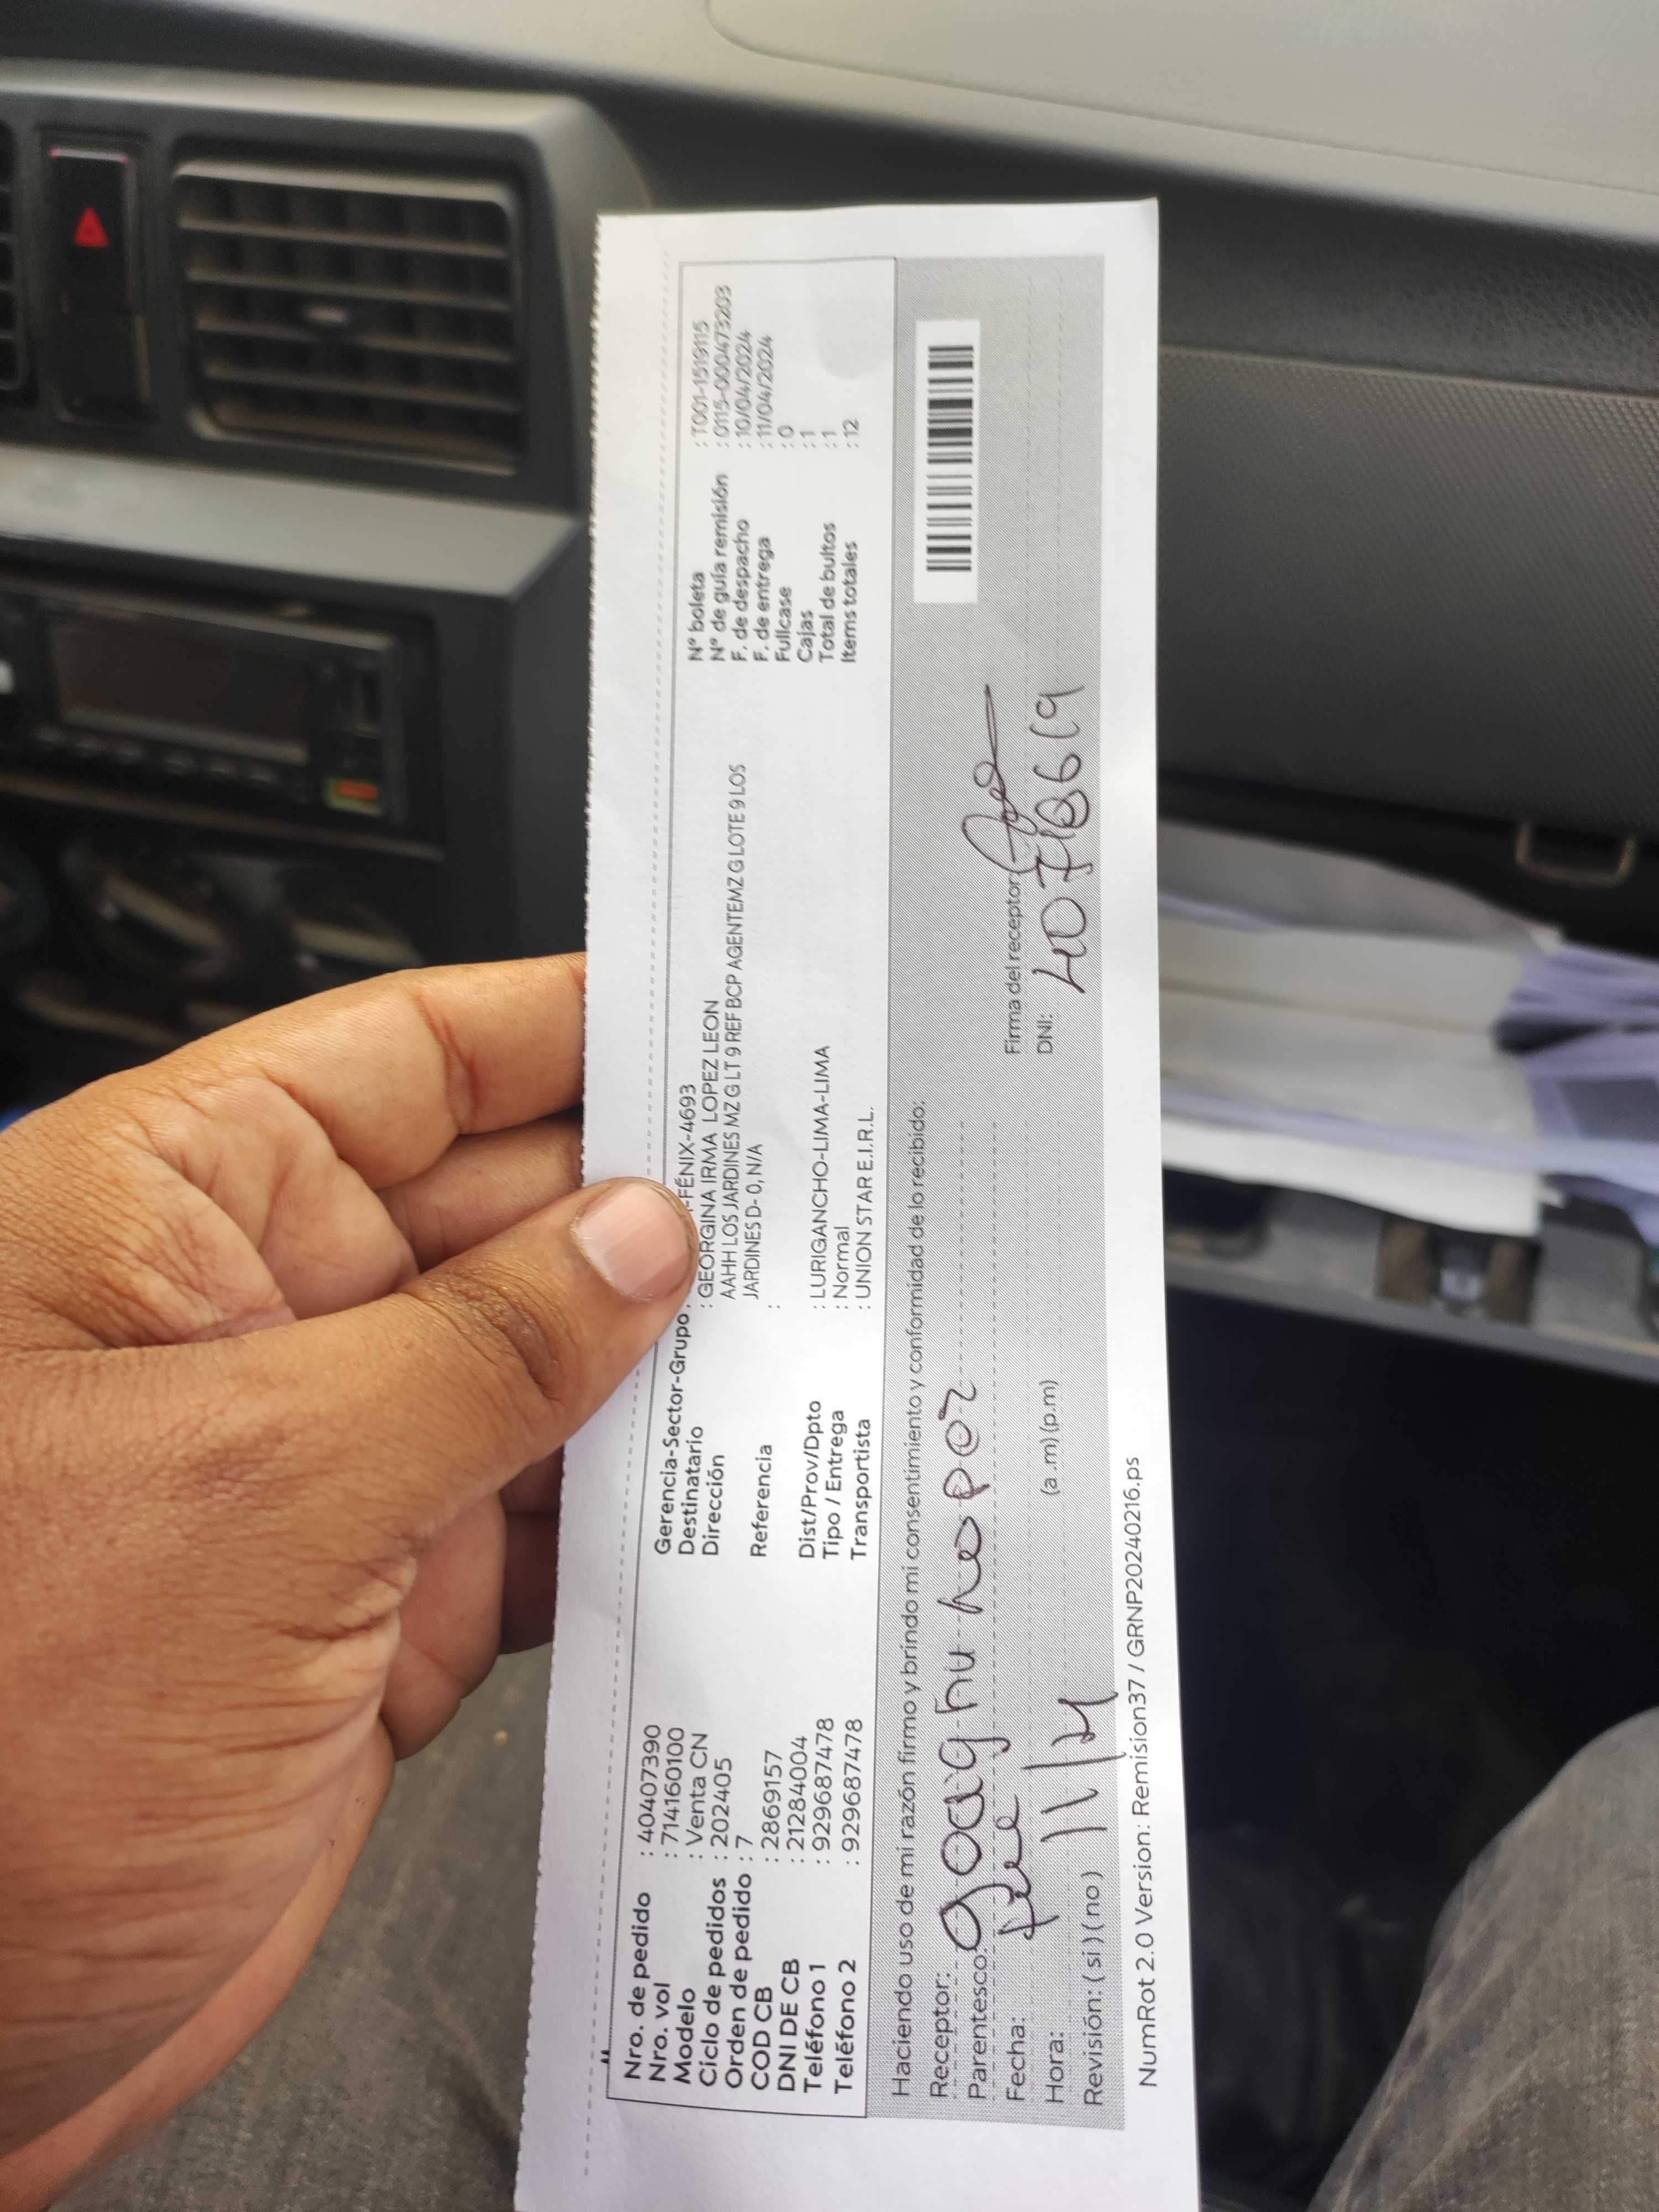 Nro. de pedido : 40407390
Nro. vol : 714160100
Modelo : Venta CN
Ciclo de pedidos : 202405
Orden de pedido : 7
COD CB : 2869157
DNI DE CB : 21284004
Teléfono 1 : 929687478
Teléfono 2 : 929687478
Gerencia-Sector-Grupo : -FÉNIX-4693
Destinatario : GEORGINA IRMA LOPEZ LEON
Dirección AAHH LOS JARDINES MZ G LT 9 REF BCP AGENTEMZ G LOTE 9 LOS
JARDINES D- 0, N/A
Referencia :
Dist/Prov/Dpto : LURIGANCHO-LIMA-LIMA
Tipo / Entrega : Normal
Transportista : UNION STAR E.I.R.L.
N° boleta : T001-1519115
N° de guía remisión : 0115-0000473203
F. de despacho : 10/04/2024
F. de entrega : 11/04/2024
Fullcase : 0
Cajas : 1
Total de bultos : 1
Items totales : 12
Haciendo uso de mi razón firmo y brindo mi consentimiento y conformidad de lo recibido:
Receptor:
Parentesco:
Fecha: 
Hora: 11/4 (a .m) (p.m)
Revisión: ( si ) ( no )
Firma del receptor:
DNI:
NumRot 2.0 Version: Remision37 / GRNP20240216.ps